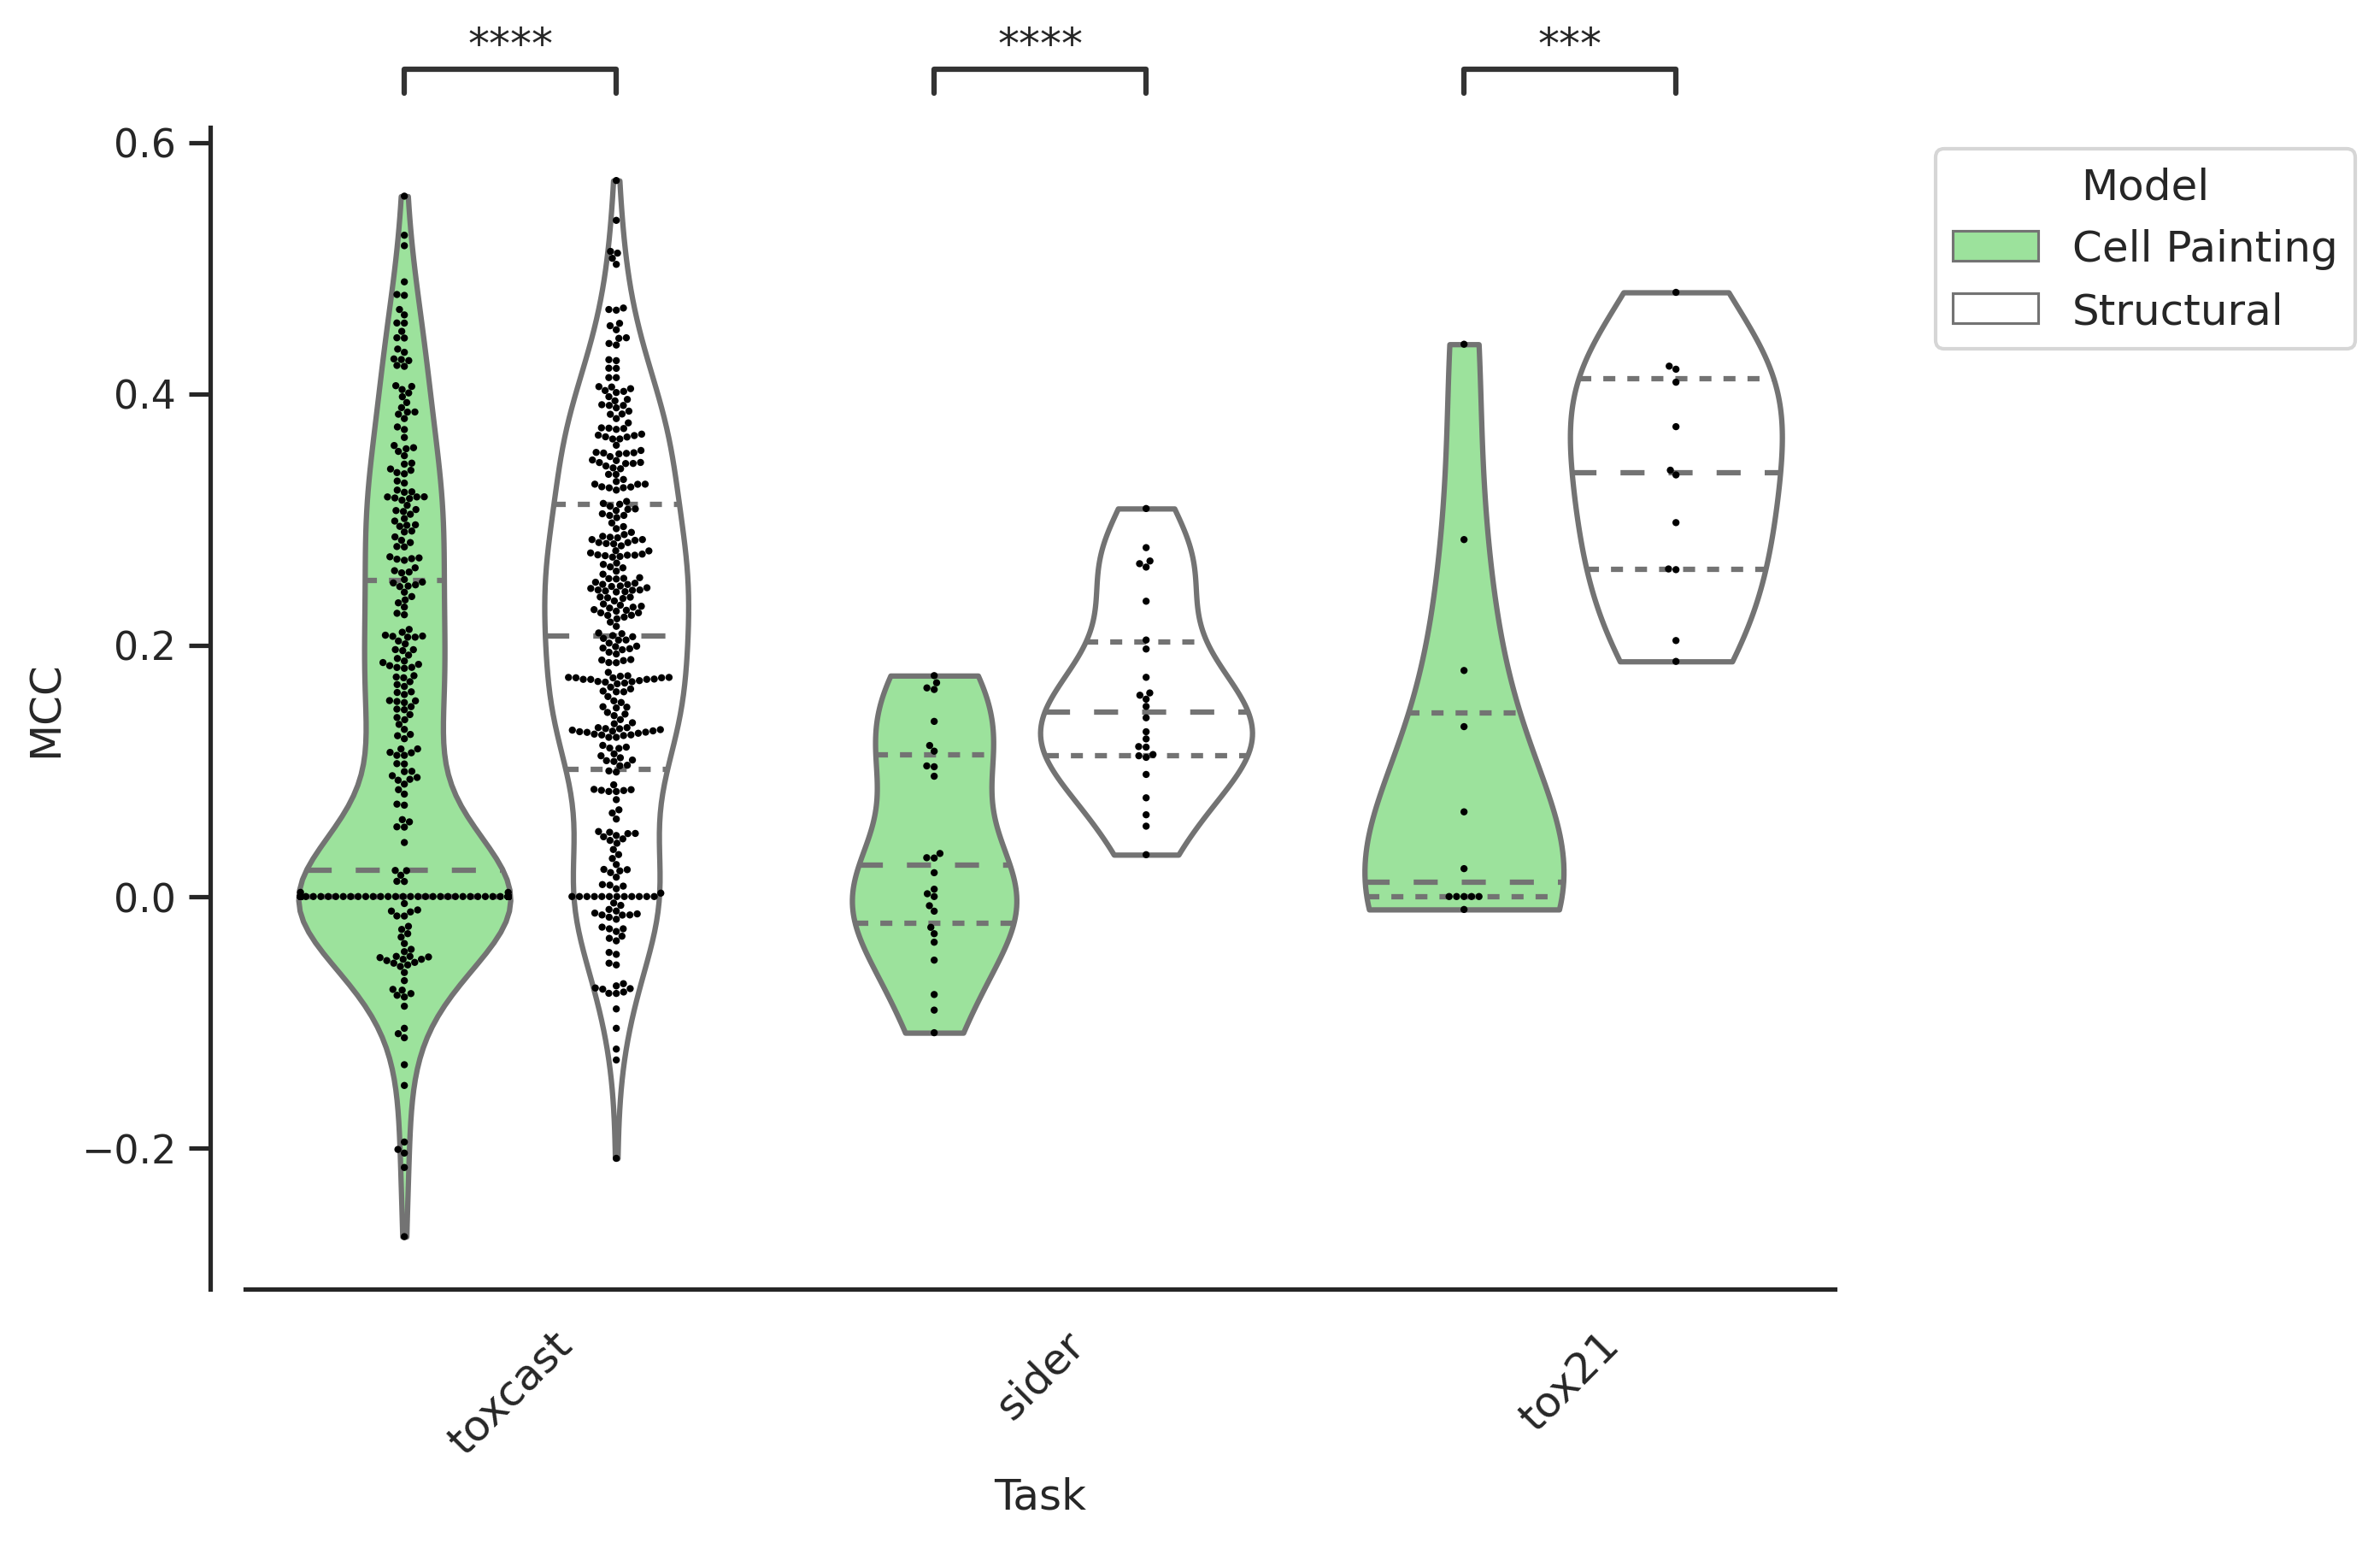 **** **** ***
0.6
0.4
0.2
0.0
−0.2
MCC
toxcast
sider
tox21
Task
Model
Cell Painting
Structural